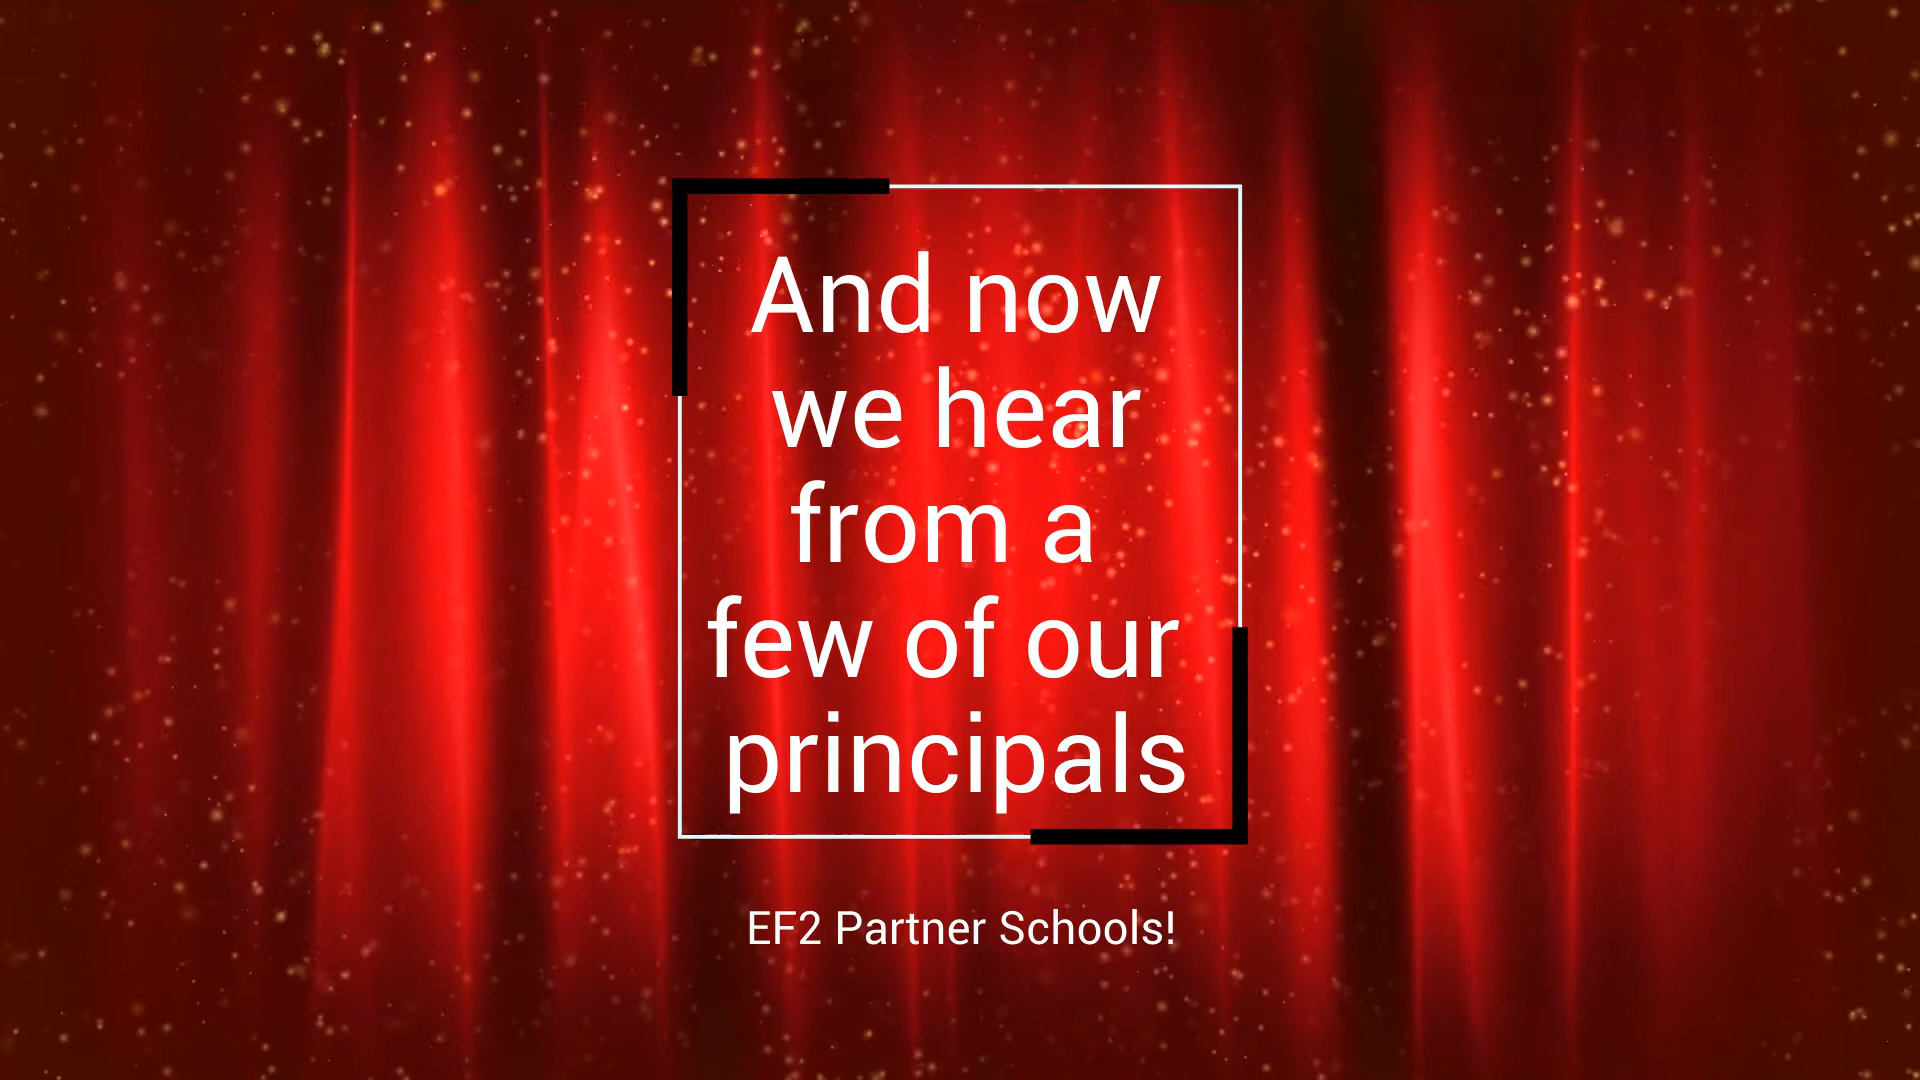 And now
we hear
from a
few of our
principals
EF2 Partner Schools!